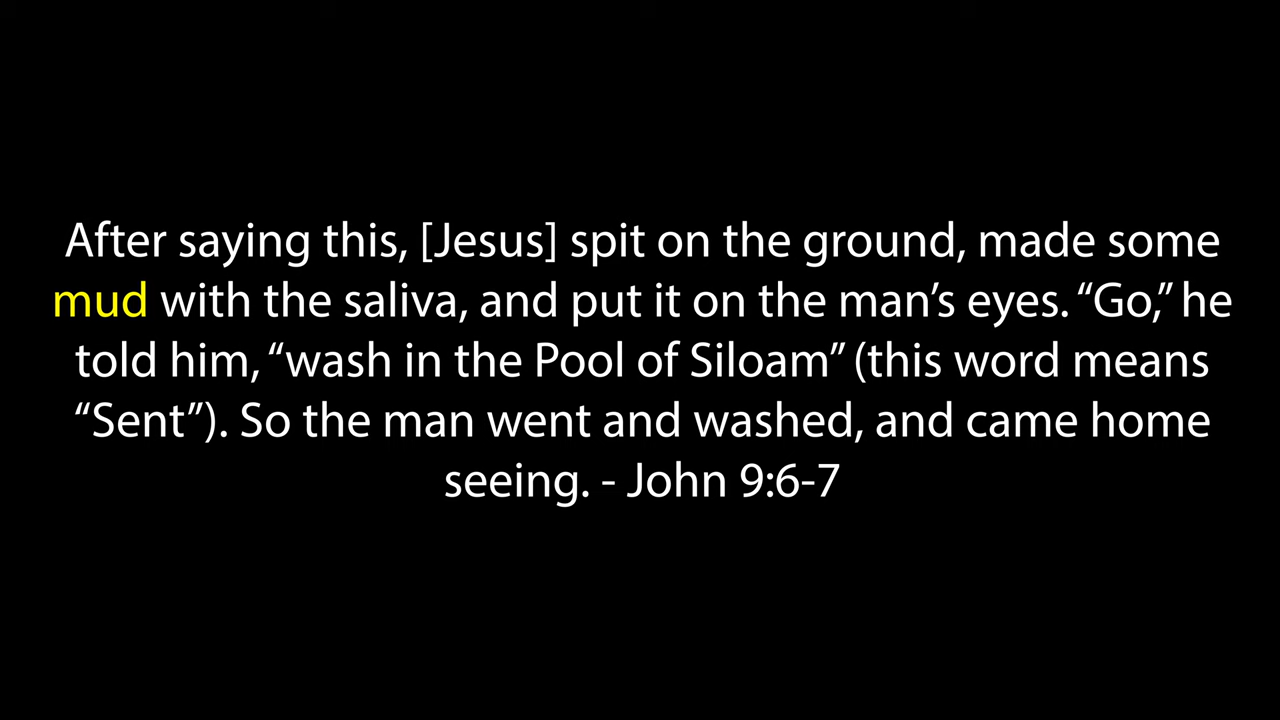 After saying this, [Jesus] spit on the ground, made some
mud with the saliva, and put it on the man’s eyes. “Go,” he
told him, “wash in the Pool of Siloam” (this word means
“Sent”). So the man went and washed, and came home
seeing. - John 9:6-7